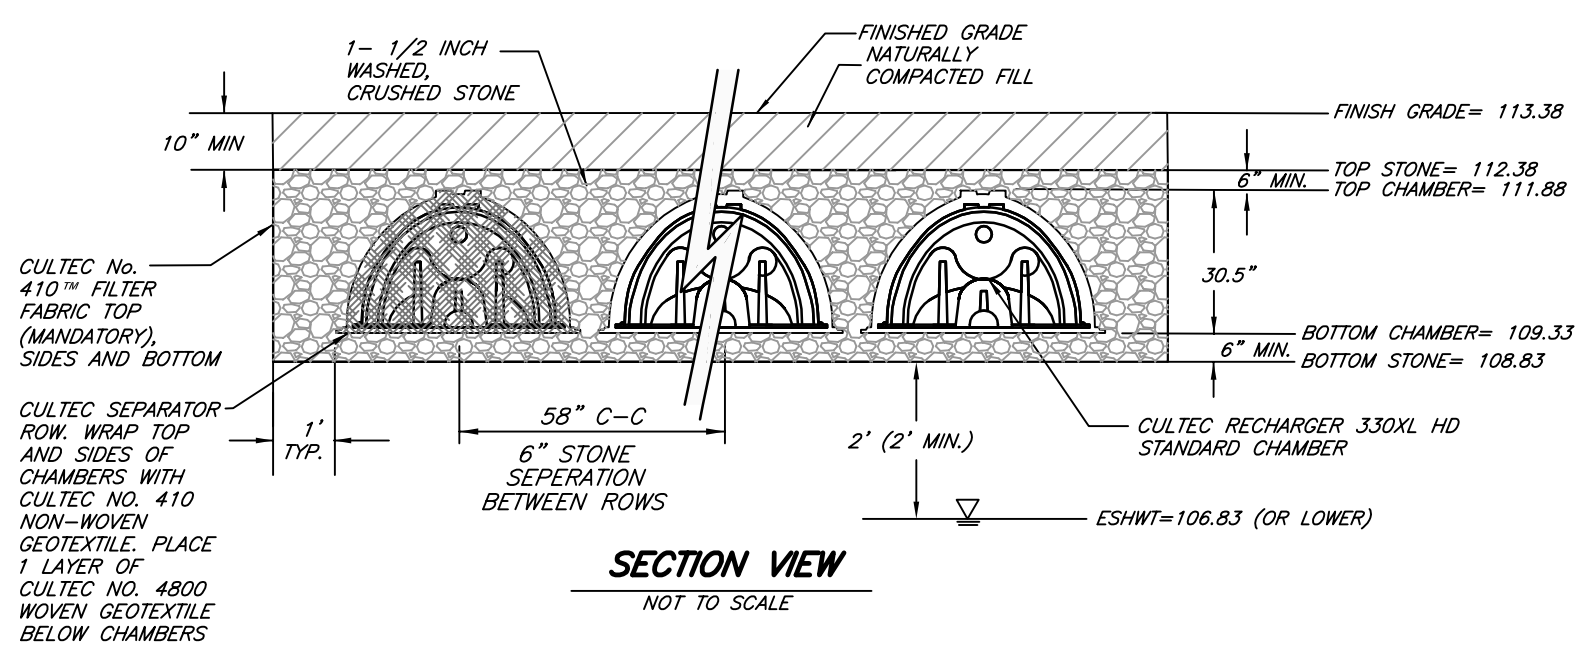 1- 1/2 INCH
WASHED,
CRUSHED STONE
FINISHED GRADE
NATURALLY
COMPACTED FILL
10" MIN
FINISH GRADE= 113.38
TOP STONE= 112.38
6" MIN.
TOP CHAMBER= 111.88
30.5"
BOTTOM CHAMBER= 109.33
6" MIN.
BOTTOM STONE= 108.83
CULTEC No.
410™ FILTER
FABRIC TOP
(MANDATORY),
SIDES AND BOTTOM
CULTEC SEPARATOR
ROW. WRAP TOP
AND SIDES OF
CHAMBERS WITH
CULTEC NO. 410
NON-WOVEN
GEOTEXTILE. PLACE
1 LAYER OF
CULTEC NO. 4800
WOVEN GEOTEXTILE
BELOW CHAMBERS
1'
TYP.
58" C-C
6" STONE
SEPERATION
BETWEEN ROWS
2' (2' MIN.)
CULTEC RECHARGER 330XL HD
STANDARD CHAMBER
ESHWT=106.83 (OR LOWER)
SECTION VIEW
NOT TO SCALE